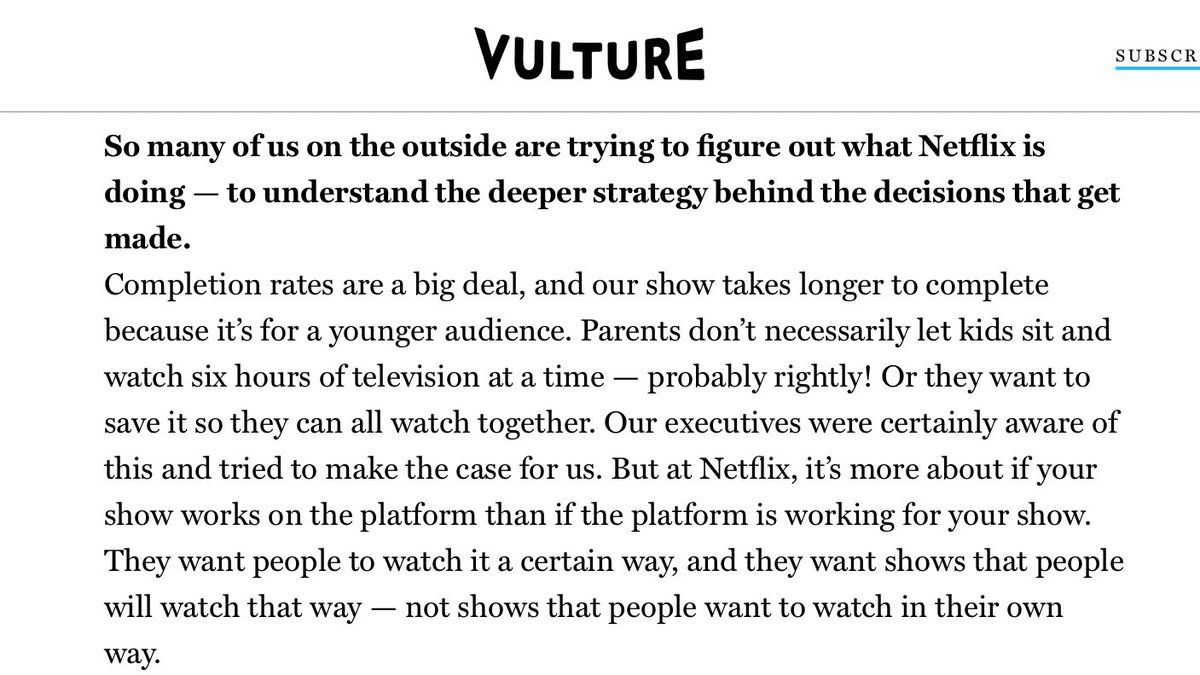 VULTURE
SUBSCR
So many of us on the outside are trying to figure out what Netflix is
doing — to understand the deeper strategy behind the decisions that get
made.
Completion rates are a big deal, and our show takes longer to complete
because it’s for a younger audience. Parents don’t necessarily let kids sit and
watch six hours of television at a time — probably rightly! Or they want to
save it so they can all watch together. Our executives were certainly aware of
this and tried to make the case for us. But at Netflix, it’s more about if your
show works on the platform than if the platform is working for your show.
They want people to watch it a certain way, and they want shows that people
will watch that way — not shows that people want to watch in their own
way.